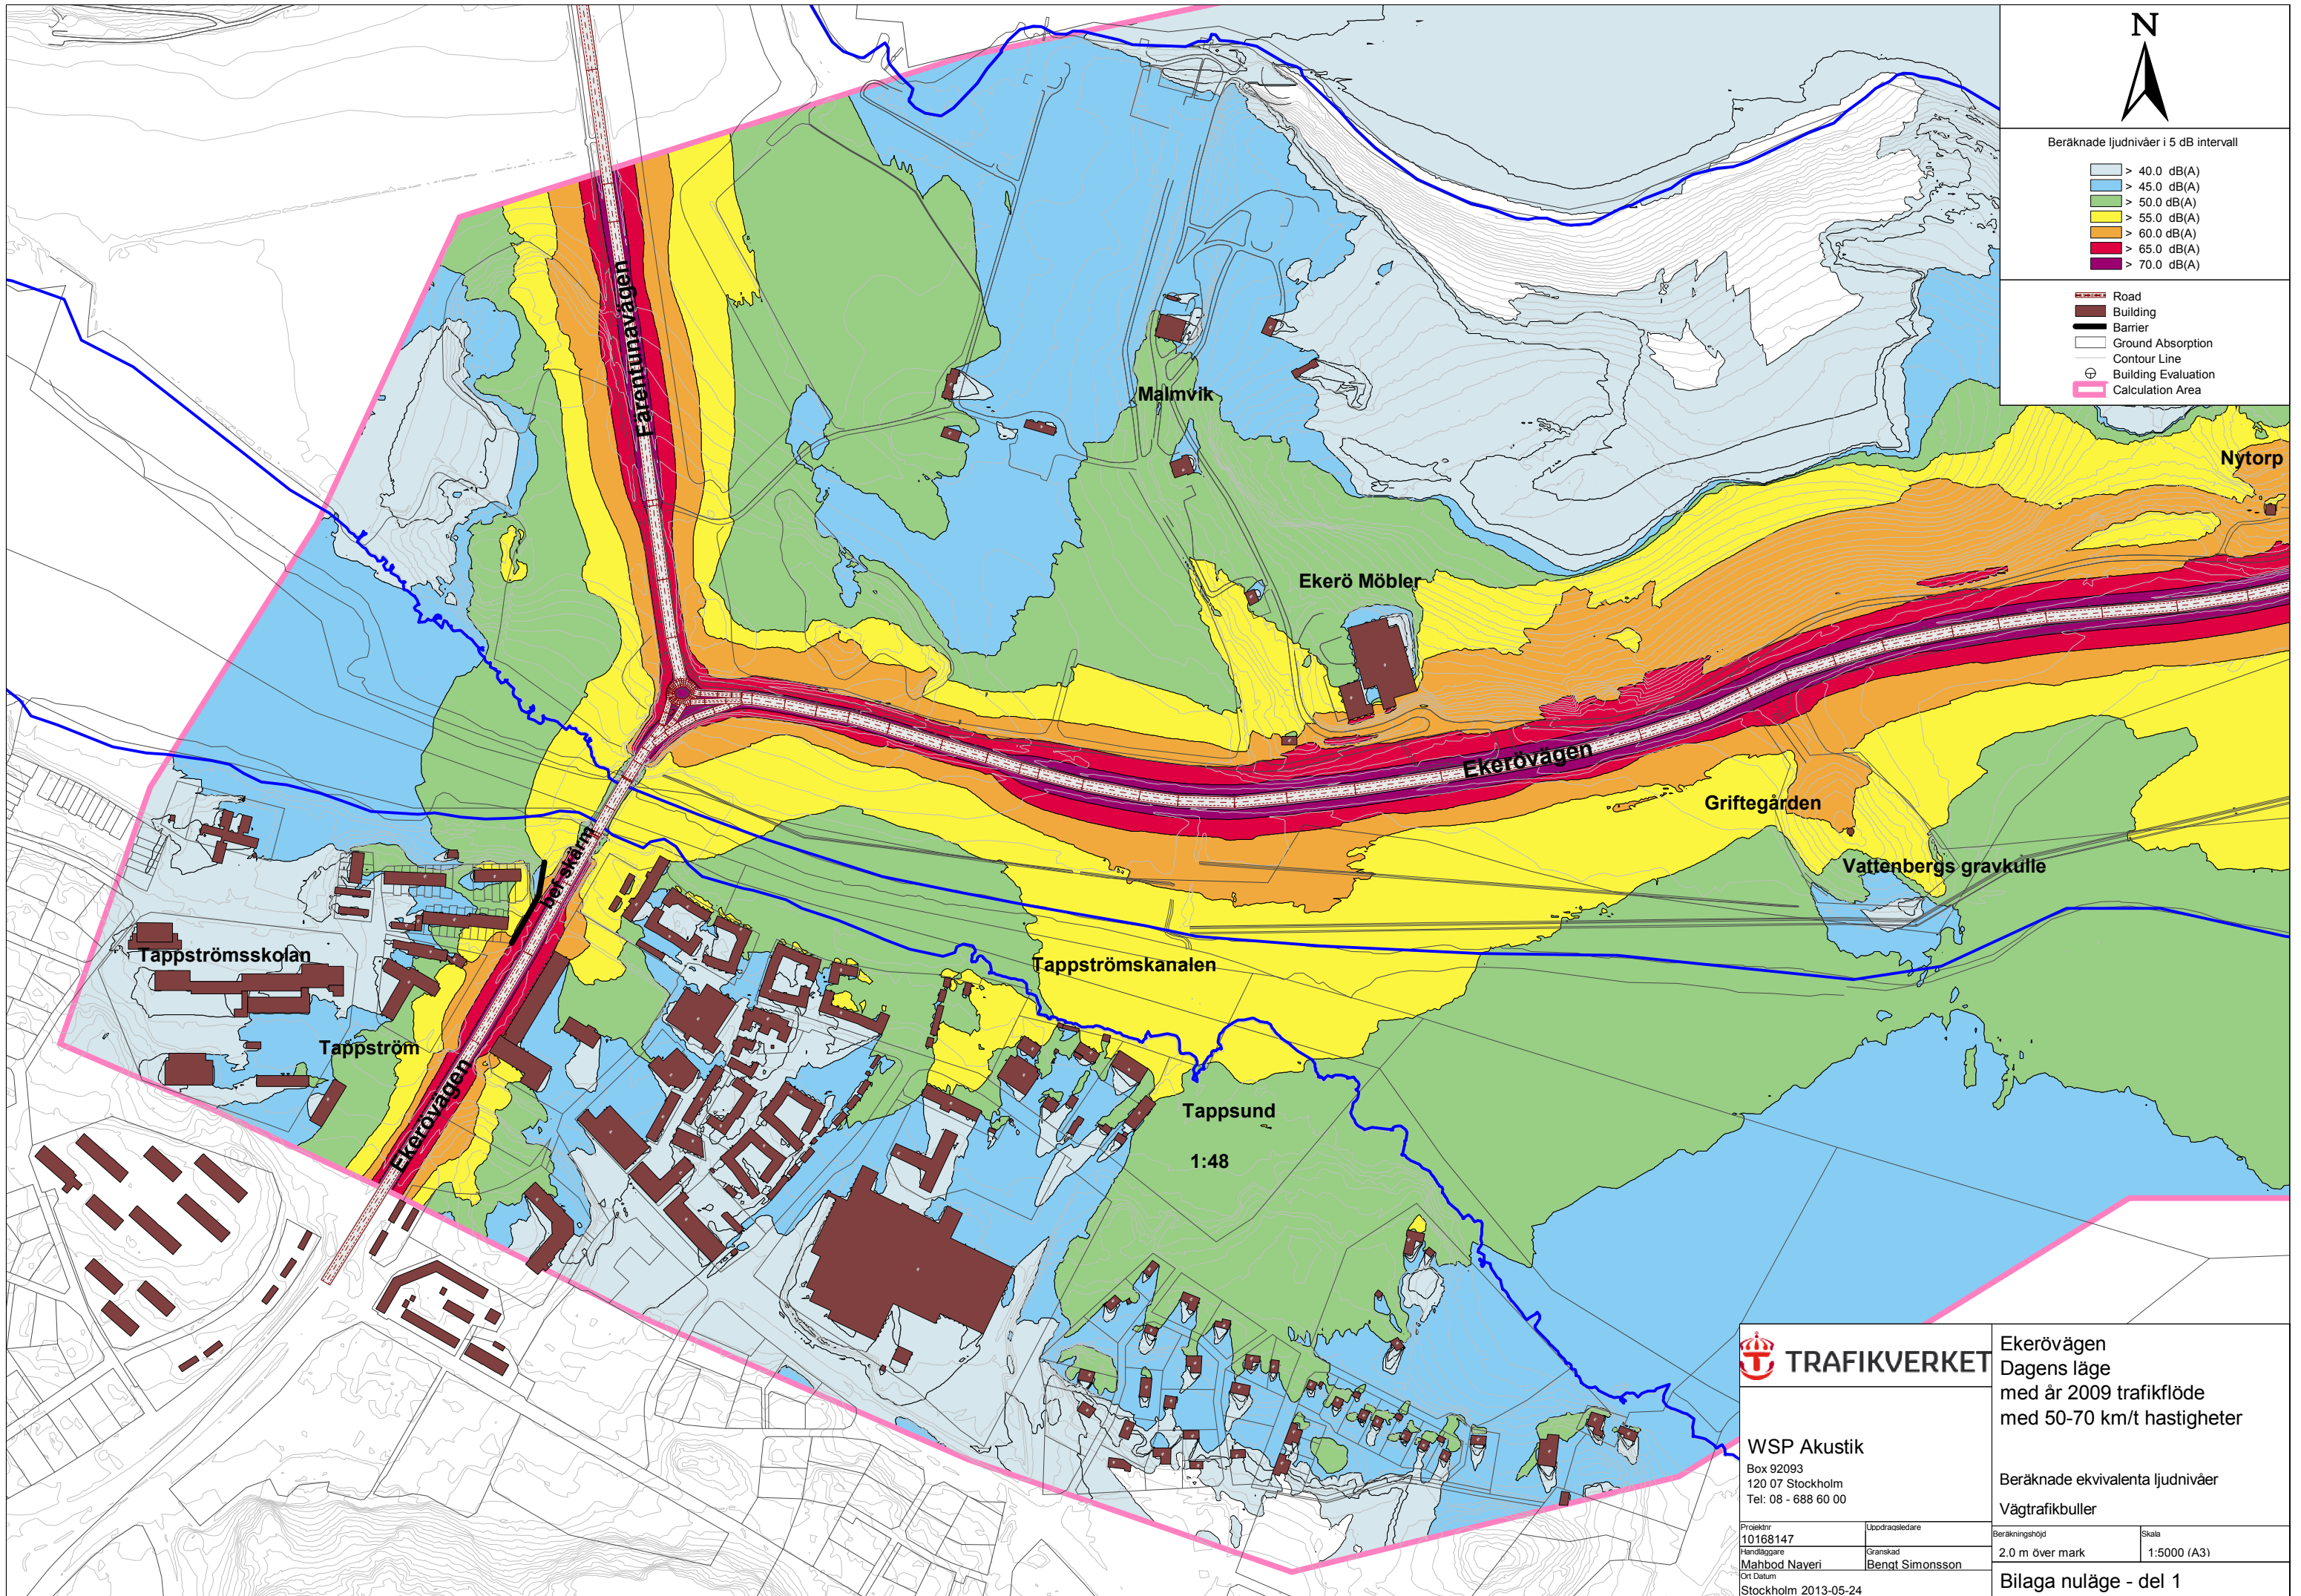 N
Beräknade ljudnivåer i 5 dB intervall
> 40.0 dB(A)
> 45.0 dB(A)
> 50.0 dB(A)
> 55.0 dB(A)
> 60.0 dB(A)
> 65.0 dB(A)
> 70.0 dB(A)
Road
Building
Barrier
Ground Absorption
Contour Line
Building Evaluation
Calculation Area
Färentunavägen
Malmvik
Nytorp
Ekerö Möbler
Ekerövägen
Griftegården
bef skärm
Vattenbergs gravkulle
Tappströmsskolan
Tappströmskanalen
Tappström
Ekerövägen
Tappsund
1:48
TRAFIKVERKET
WSP Akustik
Box 92093
120 07 Stockholm
Tel: 08 - 688 60 00
Projektnr
10168147
Uppdragsledare
Handläggare
Mahbod Nayeri
Granskad
Bengt Simonsson
Ort Datum
Stockholm 2013-05-24
Ekerövägen
Dagens läge
med år 2009 trafikflöde
med 50-70 km/t hastigheter
Beräknade ekvivalenta ljudnivåer
Vägtrafikbuller
Beräkningshöjd
2.0 m över mark
Skala
1:5000 (A3)
Bilaga nuläge - del 1